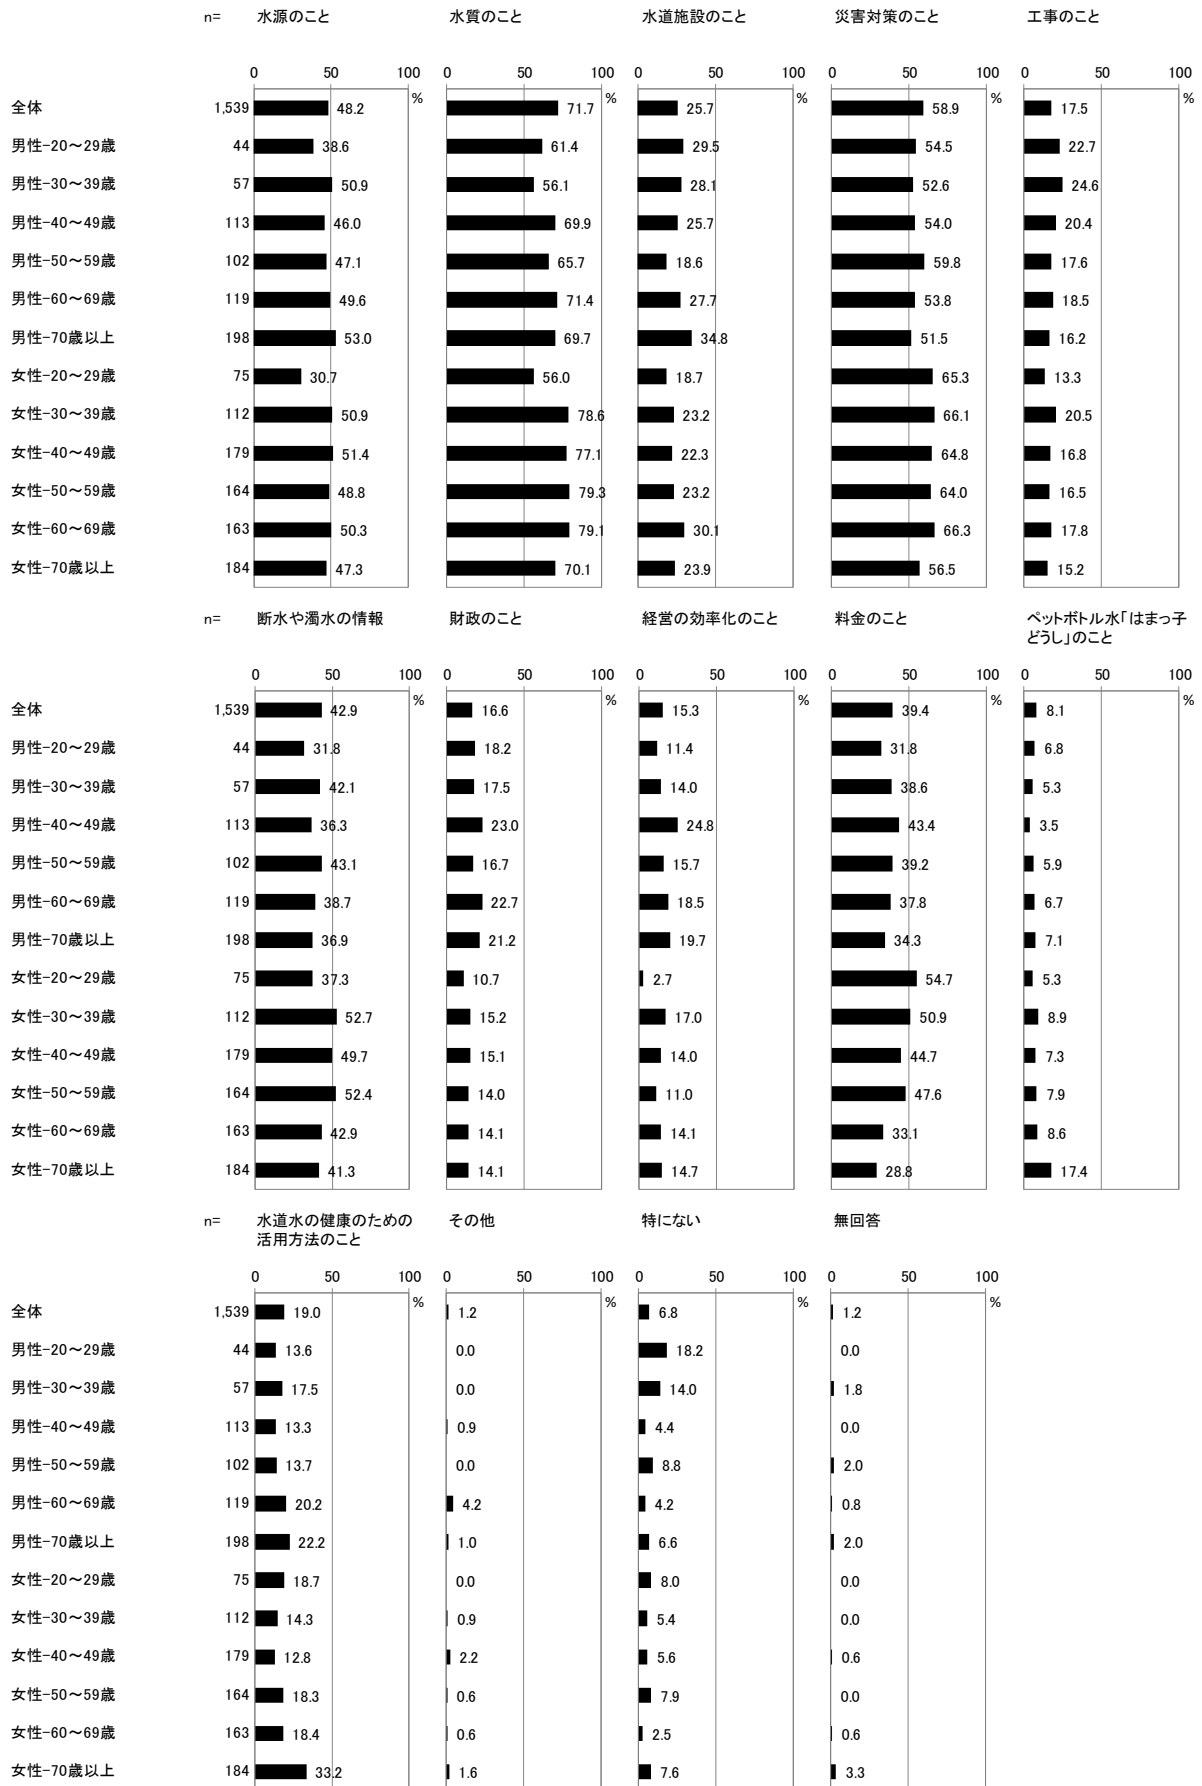 n= 水源のこと 水質のこと 水道施設のこと 災害対策のこと 工事のこと
0 50 100 0 50 100 0 50 100 0 50 100 0 50 100
% % % % %
全体 1,539 48.2 71.7 25.7 58.9 17.5
男性-20～29歳 44 38.6 61.4 29.5 54.5 22.7
男性-30～39歳 57 50.9 56.1 28.1 52.6 24.6
男性-40～49歳 113 46.0 69.9 25.7 54.0 20.4
男性-50～59歳 102 47.1 65.7 18.6 59.8 17.6
男性-60～69歳 119 49.6 71.4 27.7 53.8 18.5
男性-70歳以上 198 53.0 69.7 34.8 51.5 16.2
女性-20～29歳 75 30.7 56.0 18.7 65.3 13.3
女性-30～39歳 112 50.9 78.6 23.2 66.1 20.5
女性-40～49歳 179 51.4 77.1 22.3 64.8 16.8
女性-50～59歳 164 48.8 79.3 23.2 64.0 16.5
女性-60～69歳 163 50.3 79.1 30.1 66.3 17.8
女性-70歳以上 184 47.3 70.1 23.9 56.5 15.2
n= 断水や濁水の情報 財政のこと 経営の効率化のこと 料金のこと ペットボトル水｢はまっ子
どうし｣のこと
0 50 100 0 50 100 0 50 100 0 50 100 0 50 100
% % % % %
全体 1,539 42.9 16.6 15.3 39.4 8.1
男性-20～29歳 44 31.8 18.2 11.4 31.8 6.8
男性-30～39歳 57 42.1 17.5 14.0 38.6 5.3
男性-40～49歳 113 36.3 23.0 24.8 43.4 3.5
男性-50～59歳 102 43.1 16.7 15.7 39.2 5.9
男性-60～69歳 119 38.7 22.7 18.5 37.8 6.7
男性-70歳以上 198 36.9 21.2 19.7 34.3 7.1
女性-20～29歳 75 37.3 10.7 2.7 54.7 5.3
女性-30～39歳 112 52.7 15.2 17.0 50.9 8.9
女性-40～49歳 179 49.7 15.1 14.0 44.7 7.3
女性-50～59歳 164 52.4 14.0 11.0 47.6 7.9
女性-60～69歳 163 42.9 14.1 14.1 33.1 8.6
女性-70歳以上 184 41.3 14.1 14.7 28.8 17.4
n= 水道水の健康のための その他 特にない 無回答
活用方法のこと
0 50 100 0 50 100 0 50 100 0 50 100
% % % %
全体 1,539 19.0 1.2 6.8 1.2
男性-20～29歳 44 13.6 0.0 18.2 0.0
男性-30～39歳 57 17.5 0.0 14.0 1.8
男性-40～49歳 113 13.3 0.9 4.4 0.0
男性-50～59歳 102 13.7 0.0 8.8 2.0
男性-60～69歳 119 20.2 4.2 4.2 0.8
男性-70歳以上 198 22.2 1.0 6.6 2.0
女性-20～29歳 75 18.7 0.0 8.0 0.0
女性-30～39歳 112 14.3 0.9 5.4 0.0
女性-40～49歳 179 12.8 2.2 5.6 0.6
女性-50～59歳 164 18.3 0.6 7.9 0.0
女性-60～69歳 163 18.4 0.6 2.5 0.6
女性-70歳以上 184 33.2 1.6 7.6 3.3